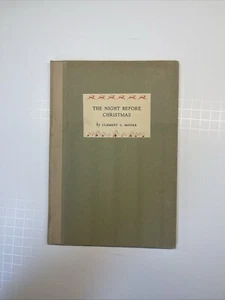 THE NIGHT BEFORE
CHRISTMAS
by CLEMENT C. MOORE